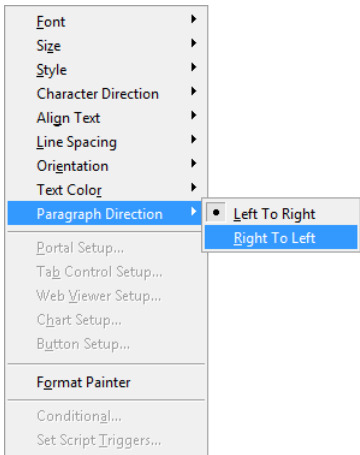 Font
Size
Style
Character Direction
Align Text
Line Spacing
Orientation
Text Color
Paragraph Direction
Left To Right
Right To Left
Portal Setup...
Tab Control Setup...
Web Viewer Setup...
Chart Setup...
Button Setup...
Format Painter
Conditional...
Set Script Triggers...